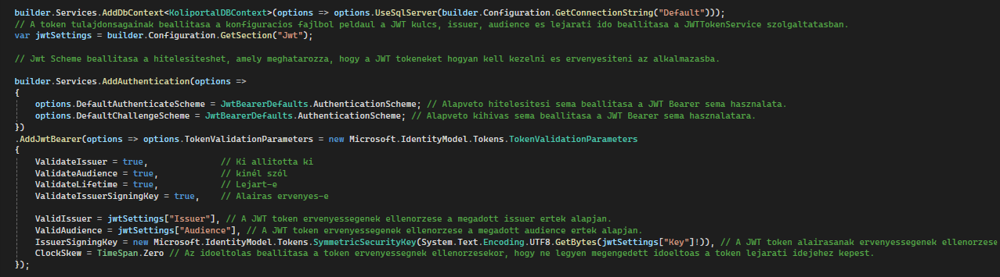 builder.Services.AddDbContext<KoliportalDBContext>(options => options.UseSqlServer(builder.Configuration.GetConnectionString("Default")));
// A token tulajdonsagainak beallitasa a konfiguracios fajlbol peldaul a JWT kulcs, issuer, audience es lejarati ido beallitasa a JWTTokenService szolgaltatasban.
var jwtSettings = builder.Configuration.GetSection("Jwt");

// Jwt Scheme beallitasa a hitelesiteshet, amely meghatarozza, hogy a JWT tokeneket hogyan kell kezelni es ervenyesiteni az alkalmazasba.

builder.Services.AddAuthentication(options =>
{
    options.DefaultAuthenticateScheme = JwtBearerDefaults.AuthenticationScheme; // Alapveto hitelesitesi sema beallitasa a JWT Bearer sema hasznalata.
    options.DefaultChallengeScheme = JwtBearerDefaults.AuthenticationScheme; // Alapveto kihivas sema beallitasa a JWT Bearer sema hasznalatara.
})
.AddJwtBearer(options => options.TokenValidationParameters = new Microsoft.IdentityModel.Tokens.TokenValidationParameters
{
    ValidateIssuer = true,              // Ki allitotta ki
    ValidateAudience = true,            // kinél szól
    ValidateLifetime = true,            // Lejart-e
    ValidateIssuerSigningKey = true,    // Alairas ervenyes-e

    ValidIssuer = jwtSettings["Issuer"], // A JWT token ervenyessegenek ellenorzese a megadott issuer ertek alapjan.
    ValidAudience = jwtSettings["Audience"], // A JWT token ervenyessegenek ellenorzese a megadott audience ertek alapjan.
    IssuerSigningKey = new Microsoft.IdentityModel.Tokens.SymmetricSecurityKey(System.Text.Encoding.UTF8.GetBytes(jwtSettings["Key"]!)), // A JWT token alairasanak ervenyessegenek ellenorzese
    ClockSkew = TimeSpan.Zero // Az idoeltolas beallitasa a token ervenyessegnek ellenorzesekor, hogy ne legyen megengedett idoeltoas a token lejarati idejehez kepest.
});